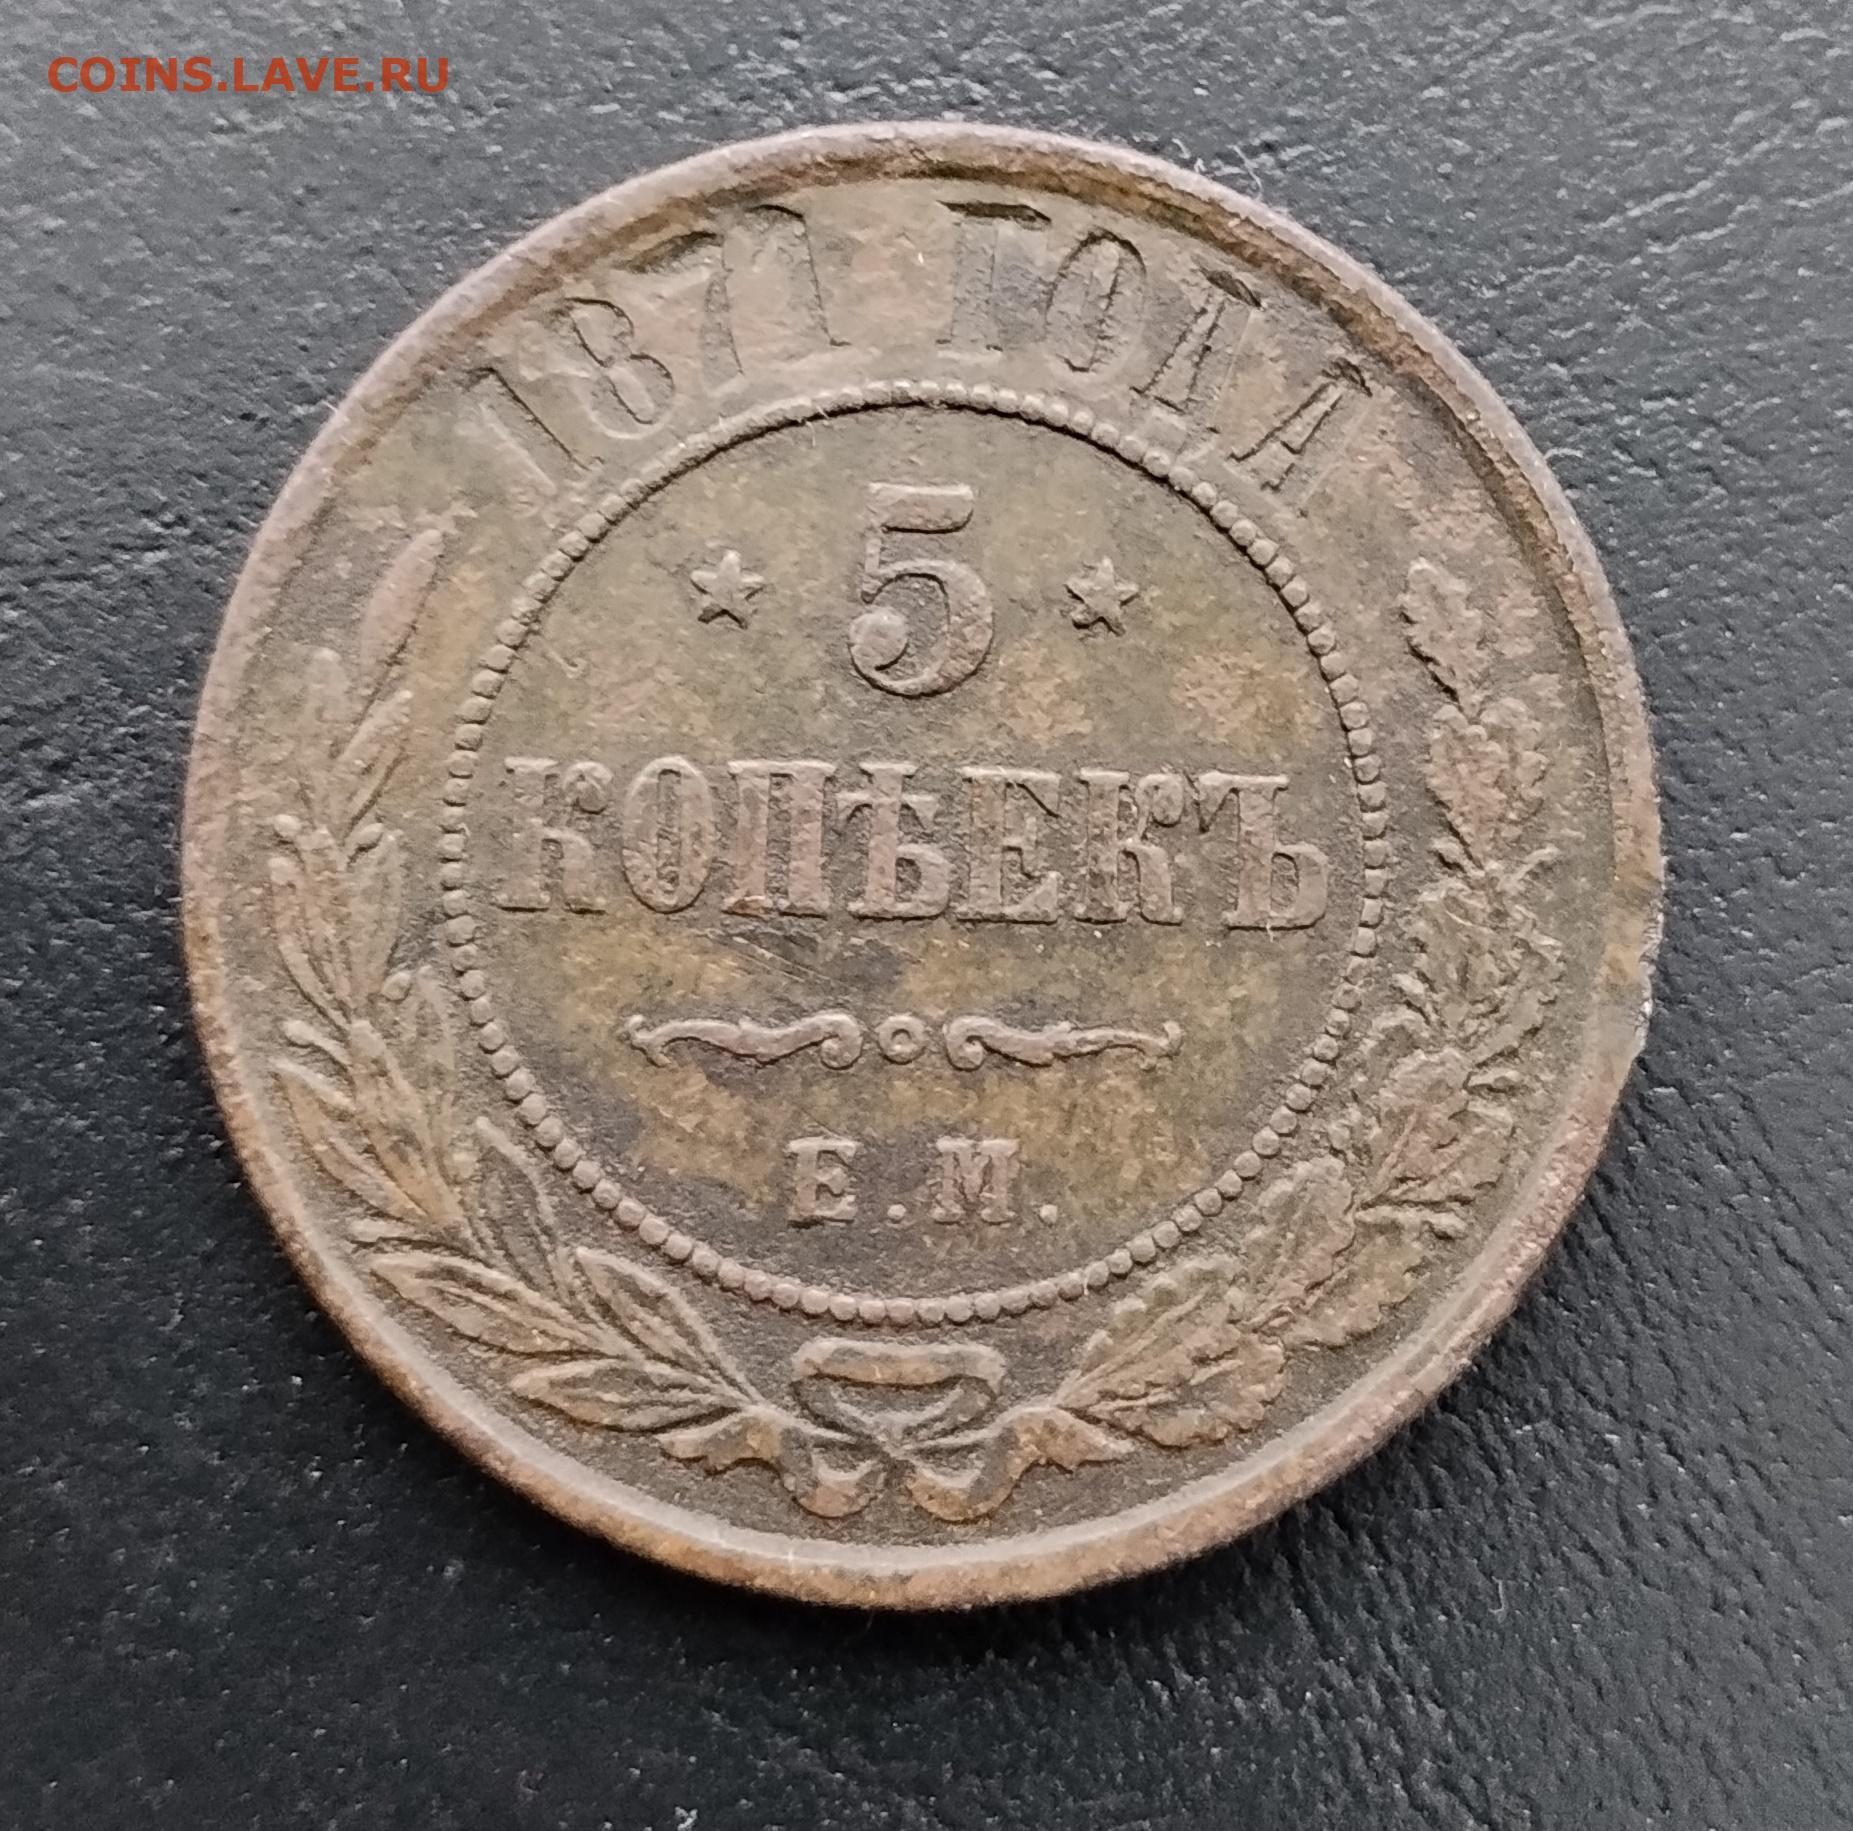 COINS.LAVE.RU
1871 ГОДА
★ 5 ★
КОПѢЕКЪ
Е.М.